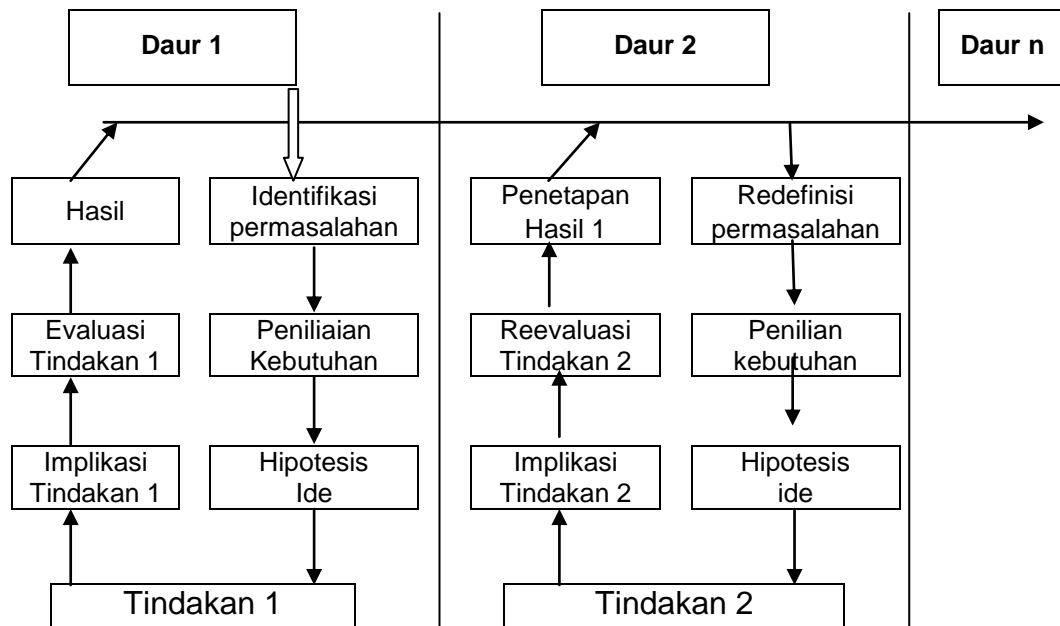 Daur 1
Daur 2
Daur n
Hasil
Identifikasi
permasalahan
Penetapan
Hasil 1
Redefinisi
permasalahan
Evaluasi
Tindakan 1
Peniliaian
Kebutuhan
Reevaluasi
Tindakan 2
Penilian
kebutuhan
Implikasi
Tindakan 1
Hipotesis
Ide
Implikasi
Tindakan 2
Hipotesis
ide
Tindakan 1
Tindakan 2